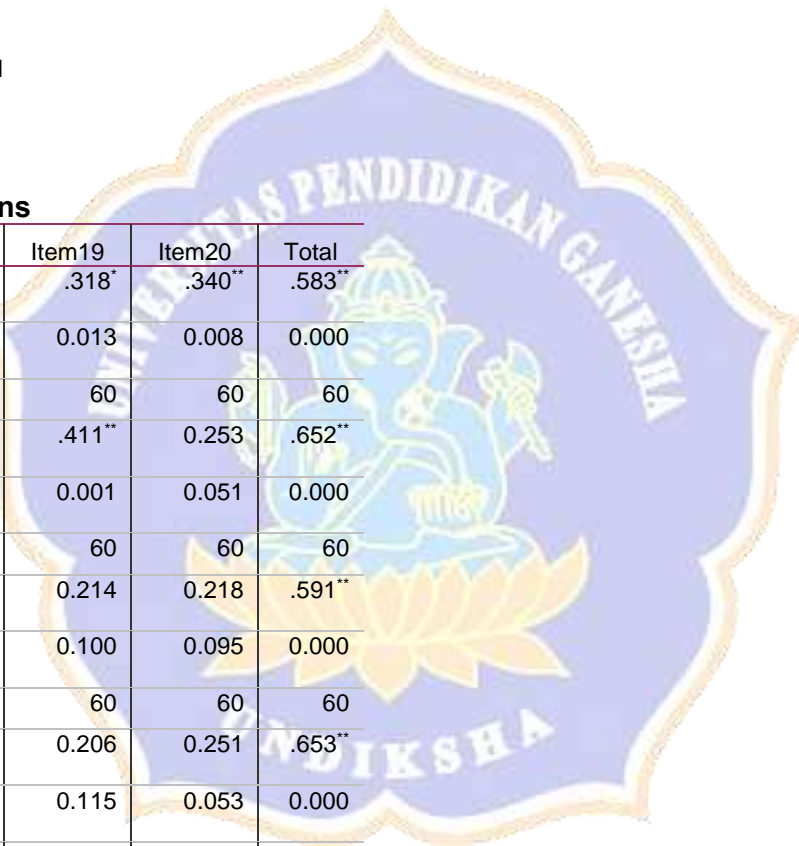 UNIVERSITAS PENDIDIKAN GANESHA
ns
Item19 Item20 Total
.318* .340** .583**
0.013 0.008 0.000
60 60 60
.411** 0.253 .652**
0.001 0.051 0.000
60 60 60
0.214 0.218 .591**
0.100 0.095 0.000
60 60 60
0.206 0.251 .653**
0.115 0.053 0.000
UNDIKSHA